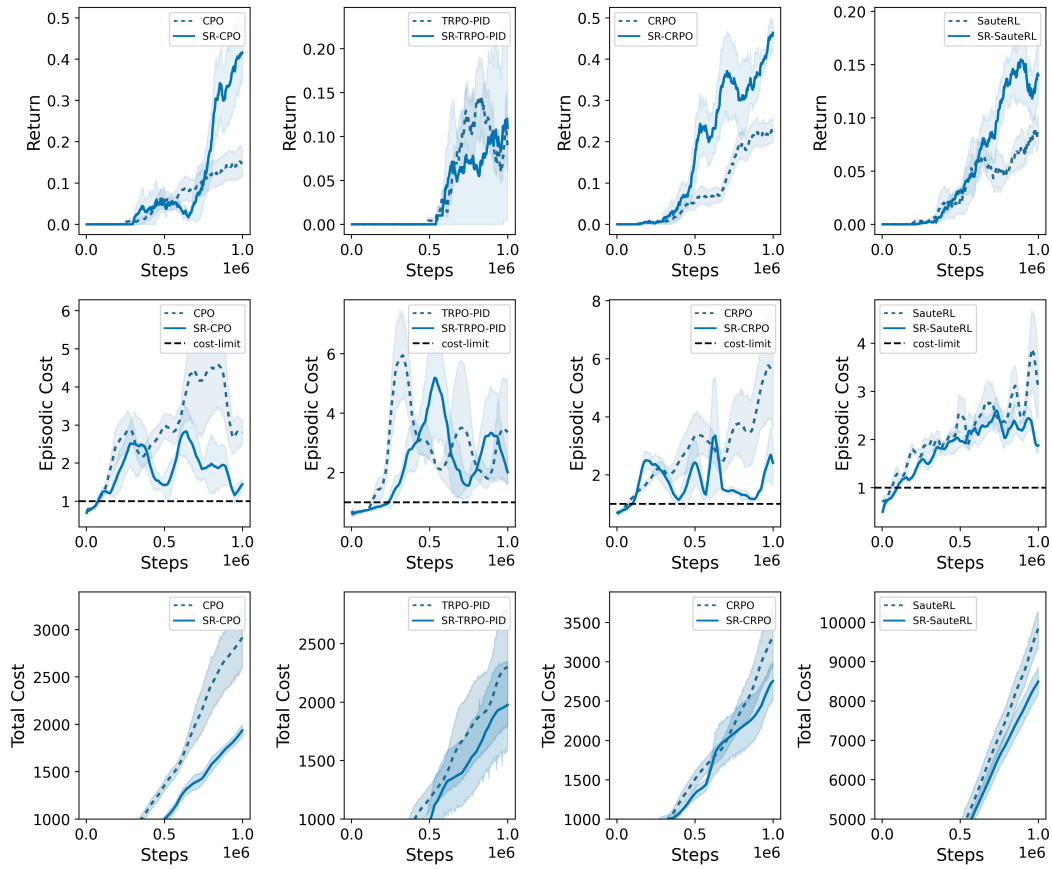 CPO
SR-CPO
0.5
0.4
0.3
0.2
0.1
0.0
Return
0.0 0.5 1.0
1e6
Steps
TRPO-PID
SR-TRPO-PID
0.20
0.15
0.10
0.05
0.00
Return
0.0 0.5 1.0
1e6
Steps
CRPO
SR-CRPO
0.5
0.4
0.3
0.2
0.1
0.0
Return
0.0 0.5 1.0
1e6
Steps
SauteRL
SR-SauteRL
0.20
0.15
0.10
0.05
0.00
Return
0.0 0.5 1.0
1e6
Steps
CPO
SR-CPO
cost-limit
6
5
4
3
2
1
Episodic Cost
0.0 0.5 1.0
1e6
Steps
TRPO-PID
SR-TRPO-PID
cost-limit
6
4
2
Episodic Cost
0.0 0.5 1.0
1e6
Steps
CRPO
SR-CRPO
cost-limit
8
6
4
2
Episodic Cost
0.0 0.5 1.0
1e6
Steps
SauteRL
SR-SauteRL
cost-limit
4
3
2
1
Episodic Cost
0.0 0.5 1.0
1e6
Steps
CPO
SR-CPO
3000
2500
2000
1500
1000
Total Cost
0.0 0.5 1.0
1e6
Steps
TRPO-PID
SR-TRPO-PID
2500
2000
1500
1000
Total Cost
0.0 0.5 1.0
1e6
Steps
CRPO
SR-CRPO
3500
3000
2500
2000
1500
1000
Total Cost
0.0 0.5 1.0
1e6
Steps
SauteRL
SR-SauteRL
10000
9000
8000
7000
6000
5000
Total Cost
0.0 0.5 1.0
1e6
Steps